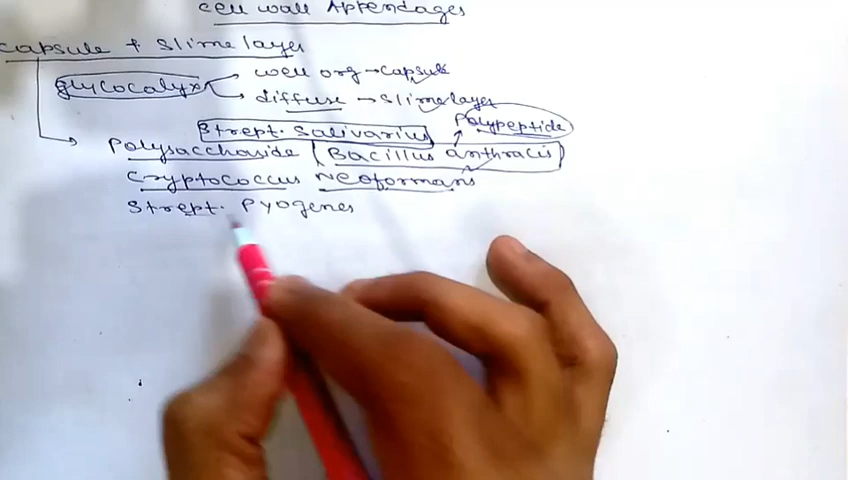 Cell wall Appendages
Capsule + Slime layer
Glycocalyx → well org → Capsule
→ diffuse → Slime layer
Strept. Salivarius Polypeptide
Polysaccharide (Bacillus anthracis)
Cryptococcus Neoformans
Strept. Pyogenes